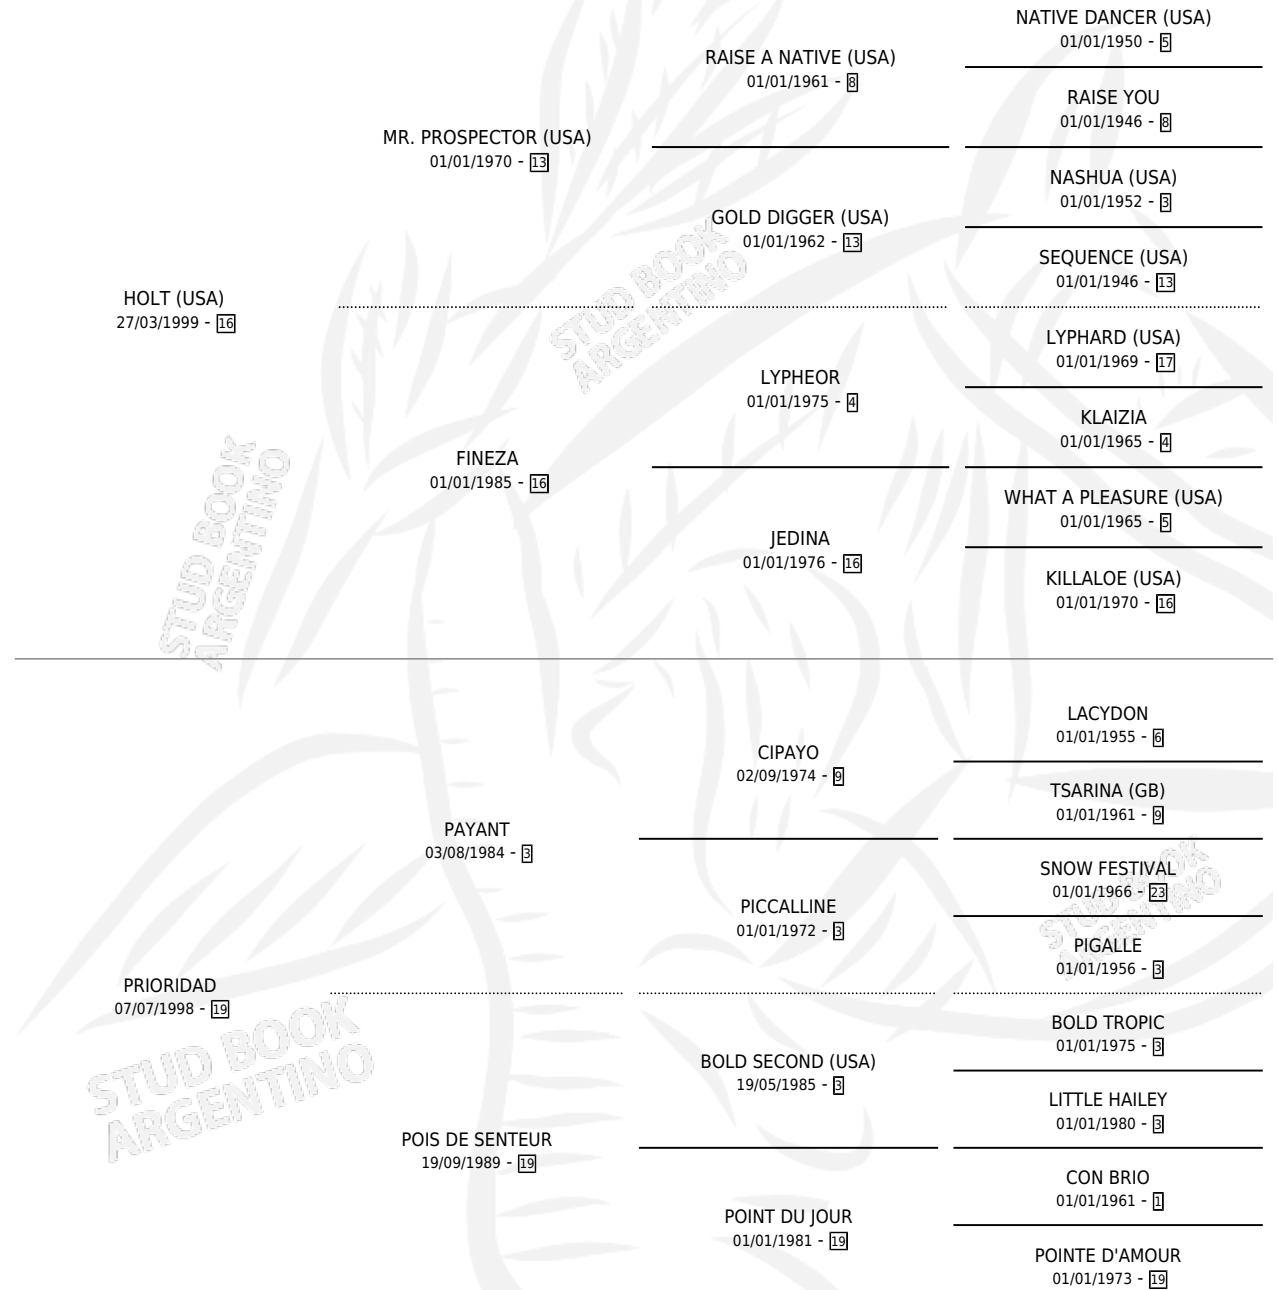 NATIVE DANCER (USA)
01/01/1950 - 5
RAISE A NATIVE (USA)
01/01/1961 - 8
RAISE YOU
01/01/1946 - 8
MR. PROSPECTOR (USA)
01/01/1970 - 13
NASHUA (USA)
01/01/1952 - 3
GOLD DIGGER (USA)
01/01/1962 - 13
SEQUENCE (USA)
01/01/1946 - 13
HOLT (USA)
27/03/1999 - 16
LYPHARD (USA)
01/01/1969 - 17
LYPHEOR
01/01/1975 - 4
KLAIZIA
01/01/1965 - 4
FINEZA
01/01/1985 - 16
WHAT A PLEASURE (USA)
01/01/1965 - 5
JEDINA
01/01/1976 - 16
KILLALOE (USA)
01/01/1970 - 16
LACYDON
01/01/1955 - 6
CIPAYO
02/09/1974 - 9
TSARINA (GB)
01/01/1961 - 9
PAYANT
03/08/1984 - 3
SNOW FESTIVAL
01/01/1966 - 23
PICCALLINE
01/01/1972 - 3
PIGALLE
01/01/1956 - 3
PRIORIDAD
07/07/1998 - 19
BOLD TROPIC
01/01/1975 - 3
BOLD SECOND (USA)
19/05/1985 - 3
LITTLE HAILEY
01/01/1980 - 3
POIS DE SENTEUR
19/09/1989 - 19
CON BRIO
01/01/1961 - 1
POINT DU JOUR
01/01/1981 - 19
POINTE D'AMOUR
01/01/1973 - 19
STUD BOOK
ARGENTINO
STUD BOOK
ARGENTINO
STUD BOOK
ARGENTINO
STUD BOOK
ARGENTINO